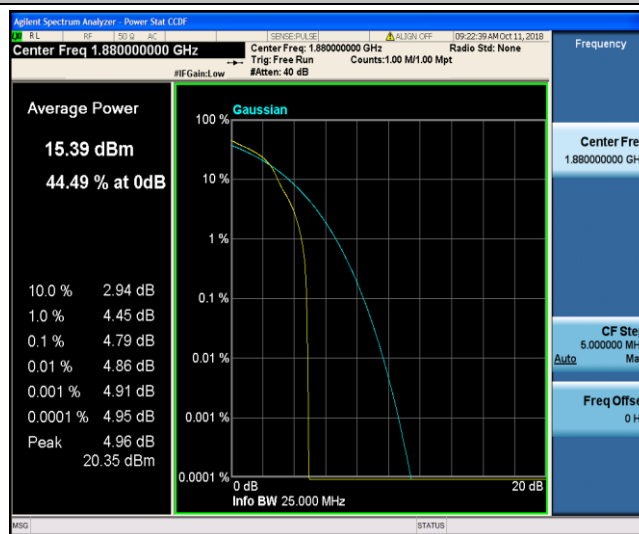 Agilent Spectrum Analyzer - Power Stat CCDF
RL RF 50 Ω AC SENSE:PULSE ALIGN OFF 09:22:39 AM Oct 11, 2018
Center Freq 1.880000000 GHz
Center Freq: 1.880000000 GHz Radio Std: None
Trig: Free Run Counts:1.00 M/1.00 Mpt
#IFGain:Low #Atten: 40 dB
Frequency
Average Power
15.39 dBm
44.49 % at 0dB
10.0 % 2.94 dB
1.0 % 4.45 dB
0.1 % 4.79 dB
0.01 % 4.86 dB
0.001 % 4.91 dB
0.0001 % 4.95 dB
Peak 4.96 dB
20.35 dBm
Gaussian
100 %
10 %
1 %
0.1 %
0.01 %
0.001 %
0.0001 %
0 dB 20 dB
Info BW 25.000 MHz
Center Fre
1.880000000 GH
CF Ste
5.000000 MH
Auto Ma
Freq Offse
0 H
MSG STATUS